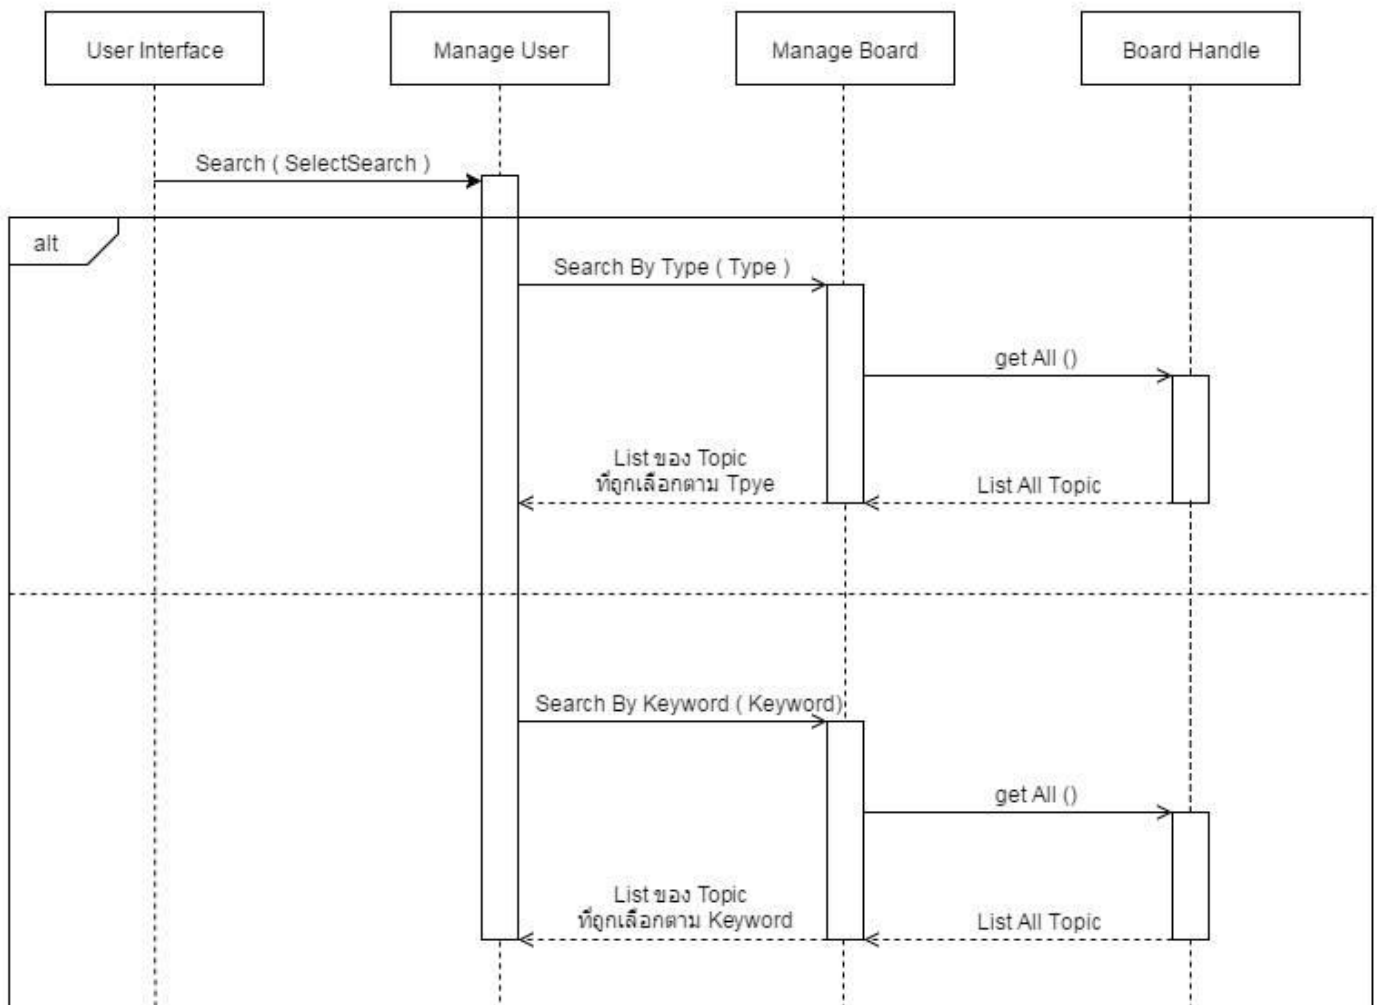 User Interface
Manage User
Manage Board
Board Handle
Search ( SelectSearch )
alt
Search By Type ( Type )
get All ()
List ของ Topic
ที่ถูกเลือกตาม Tpye
List All Topic
Search By Keyword ( Keyword)
get All ()
List ของ Topic
ที่ถูกเลือกตาม Keyword
List All Topic